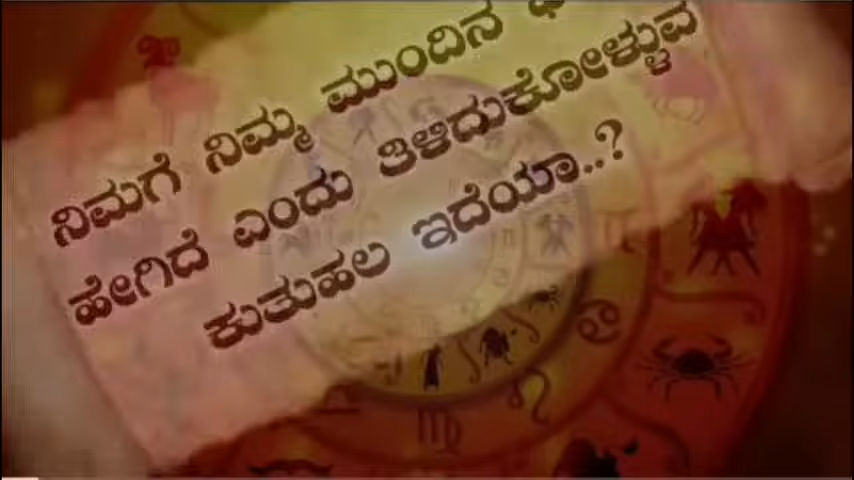 ನಿಮಗೆ ನಿಮ್ಮ ಮುಂದಿನ
ಹೇಗಿದೆ ಎಂದು ತಿಳಿದುಕೋಳ್ಳುವ
ಕುತುಹಲ ಇದೆಯಾ..?